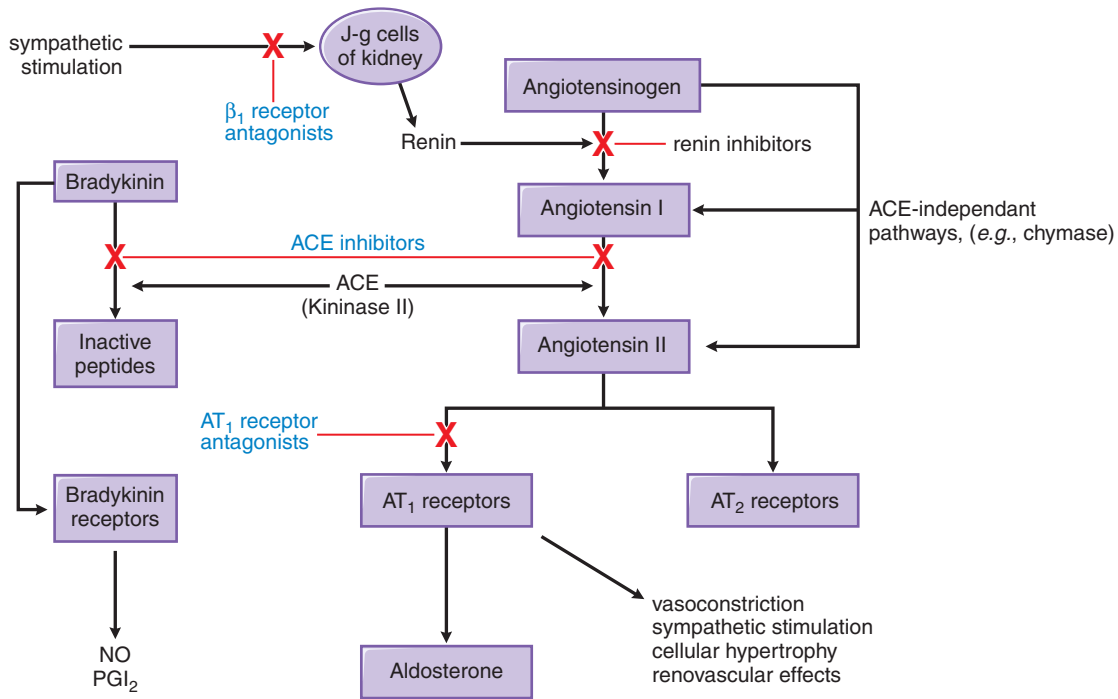 sympathetic
stimulation
X
J-g cells
of kidney
β₁ receptor
antagonists
Angiotensinogen
Renin
X
renin inhibitors
Bradykinin
Angiotensin I
ACE-independant
pathways, (e.g., chymase)
ACE inhibitors
X
X
ACE
(Kininase II)
Inactive
peptides
Angiotensin II
AT₁ receptor
antagonists
X
Bradykinin
receptors
AT₁ receptors
AT₂ receptors
vasoconstriction
sympathetic stimulation
cellular hypertrophy
renovascular effects
NO
PGI₂
Aldosterone